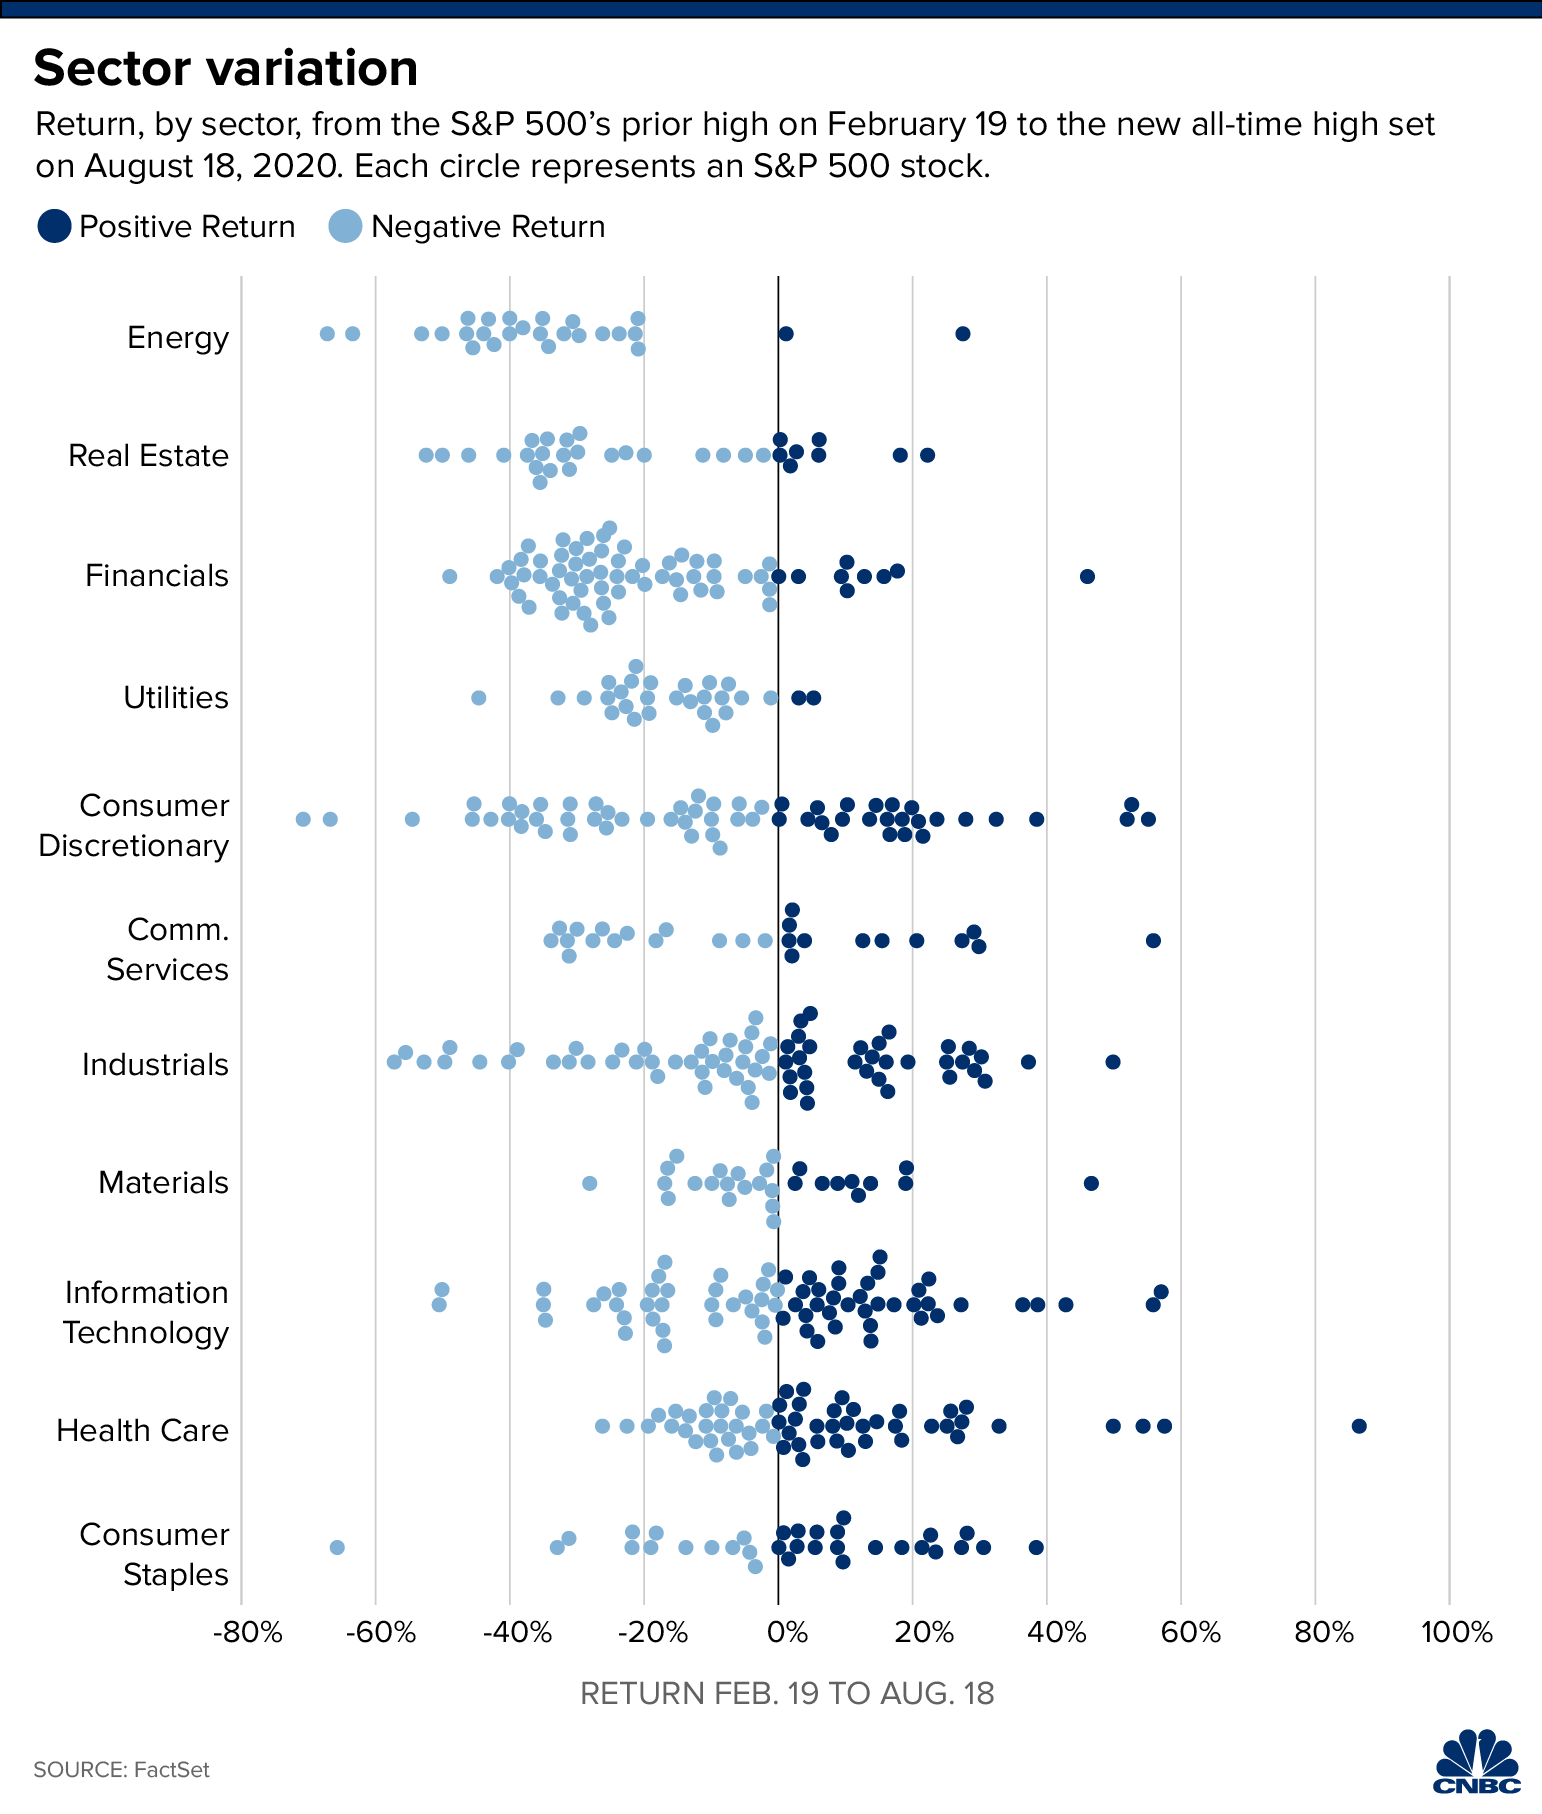 Sector variation
Return, by sector, from the S&P 500’s prior high on February 19 to the new all-time high set
on August 18, 2020. Each circle represents an S&P 500 stock.
Positive Return Negative Return
Energy
Real Estate
Financials
Utilities
Consumer
Discretionary
Comm.
Services
Industrials
Materials
Information
Technology
Health Care
Consumer
Staples
-80% -60% -40% -20% 0% 20% 40% 60% 80% 100%
RETURN FEB. 19 TO AUG. 18
SOURCE: FactSet
CNBC